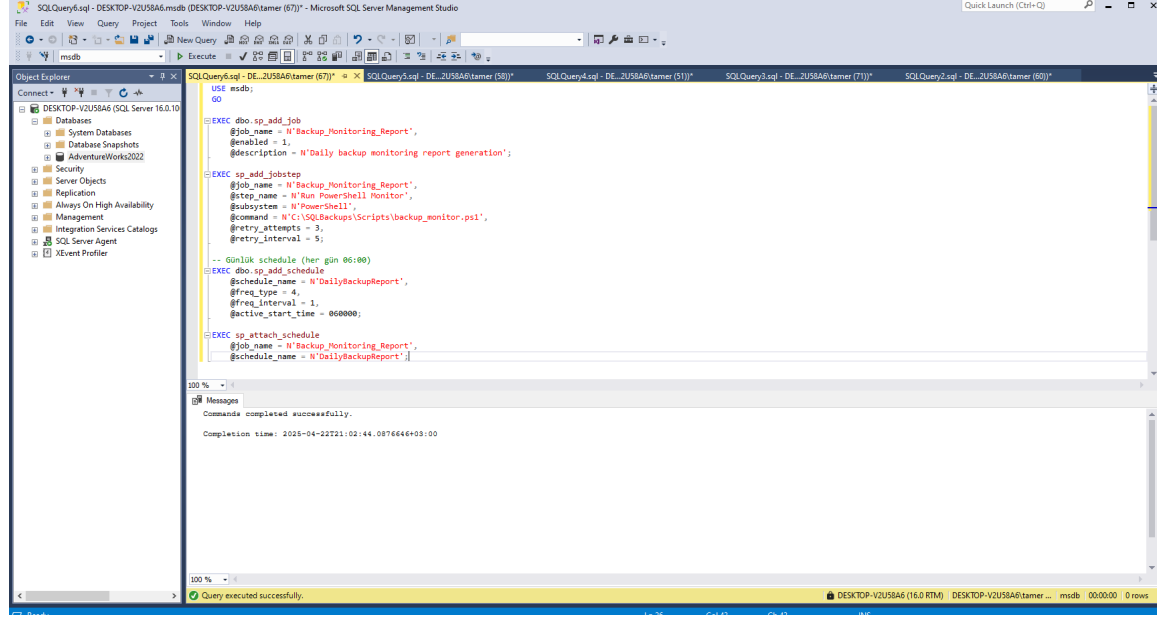 SQLQuery6.sql - DESKTOP-V2U58A6.msdb (DESKTOP-V2U58A6\tamer (67))* - Microsoft SQL Server Management Studio
Quick Launch (Ctrl+Q)
File Edit View Query Project Tools Window Help
New Query
msdb
Execute
Object Explorer
SQLQuery6.sql - DE...2U58A6\tamer (67))*
SQLQuery5.sql - DE...2U58A6\tamer (58))*
SQLQuery4.sql - DE...2U58A6\tamer (51))*
SQLQuery3.sql - DE...2U58A6\tamer (71))*
SQLQuery2.sql - DE...2U58A6\tamer (60))*
Connect
DESKTOP-V2U58A6 (SQL Server 16.0.10
Databases
System Databases
Database Snapshots
AdventureWorks2022
Security
Server Objects
Replication
Always On High Availability
Management
Integration Services Catalogs
SQL Server Agent
XEvent Profiler
USE msdb;
GO
EXEC dbo.sp_add_job
@job_name = N'Backup_Monitoring_Report',
@enabled = 1,
@description = N'Daily backup monitoring report generation';
EXEC sp_add_jobstep
@job_name = N'Backup_Monitoring_Report',
@step_name = N'Run PowerShell Monitor',
@subsystem = N'PowerShell',
@command = N'C:\SQLBackups\Scripts\backup_monitor.ps1',
@retry_attempts = 3,
@retry_interval = 5;
-- Günlük schedule (her gün 06:00)
EXEC dbo.sp_add_schedule
@schedule_name = N'DailyBackupReport',
@freq_type = 4,
@freq_interval = 1,
@active_start_time = 060000;
EXEC sp_attach_schedule
@job_name = N'Backup_Monitoring_Report',
@schedule_name = N'DailyBackupReport';
100 %
Messages
Commands completed successfully.
Completion time: 2025-04-22T21:02:44.0876646+03:00
100 %
Query executed successfully.
DESKTOP-V2U58A6 (16.0 RTM)
DESKTOP-V2U58A6\tamer ...
msdb
00:00:00
0 rows